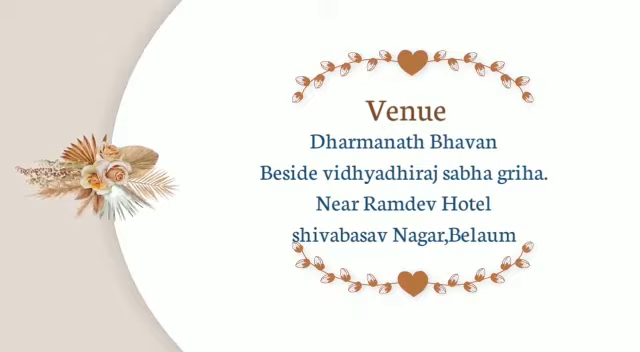 Venue
Dharmanath Bhavan
Beside vidhyadhiraj sabha griha.
Near Ramdev Hotel
shivabasav Nagar,Belaum